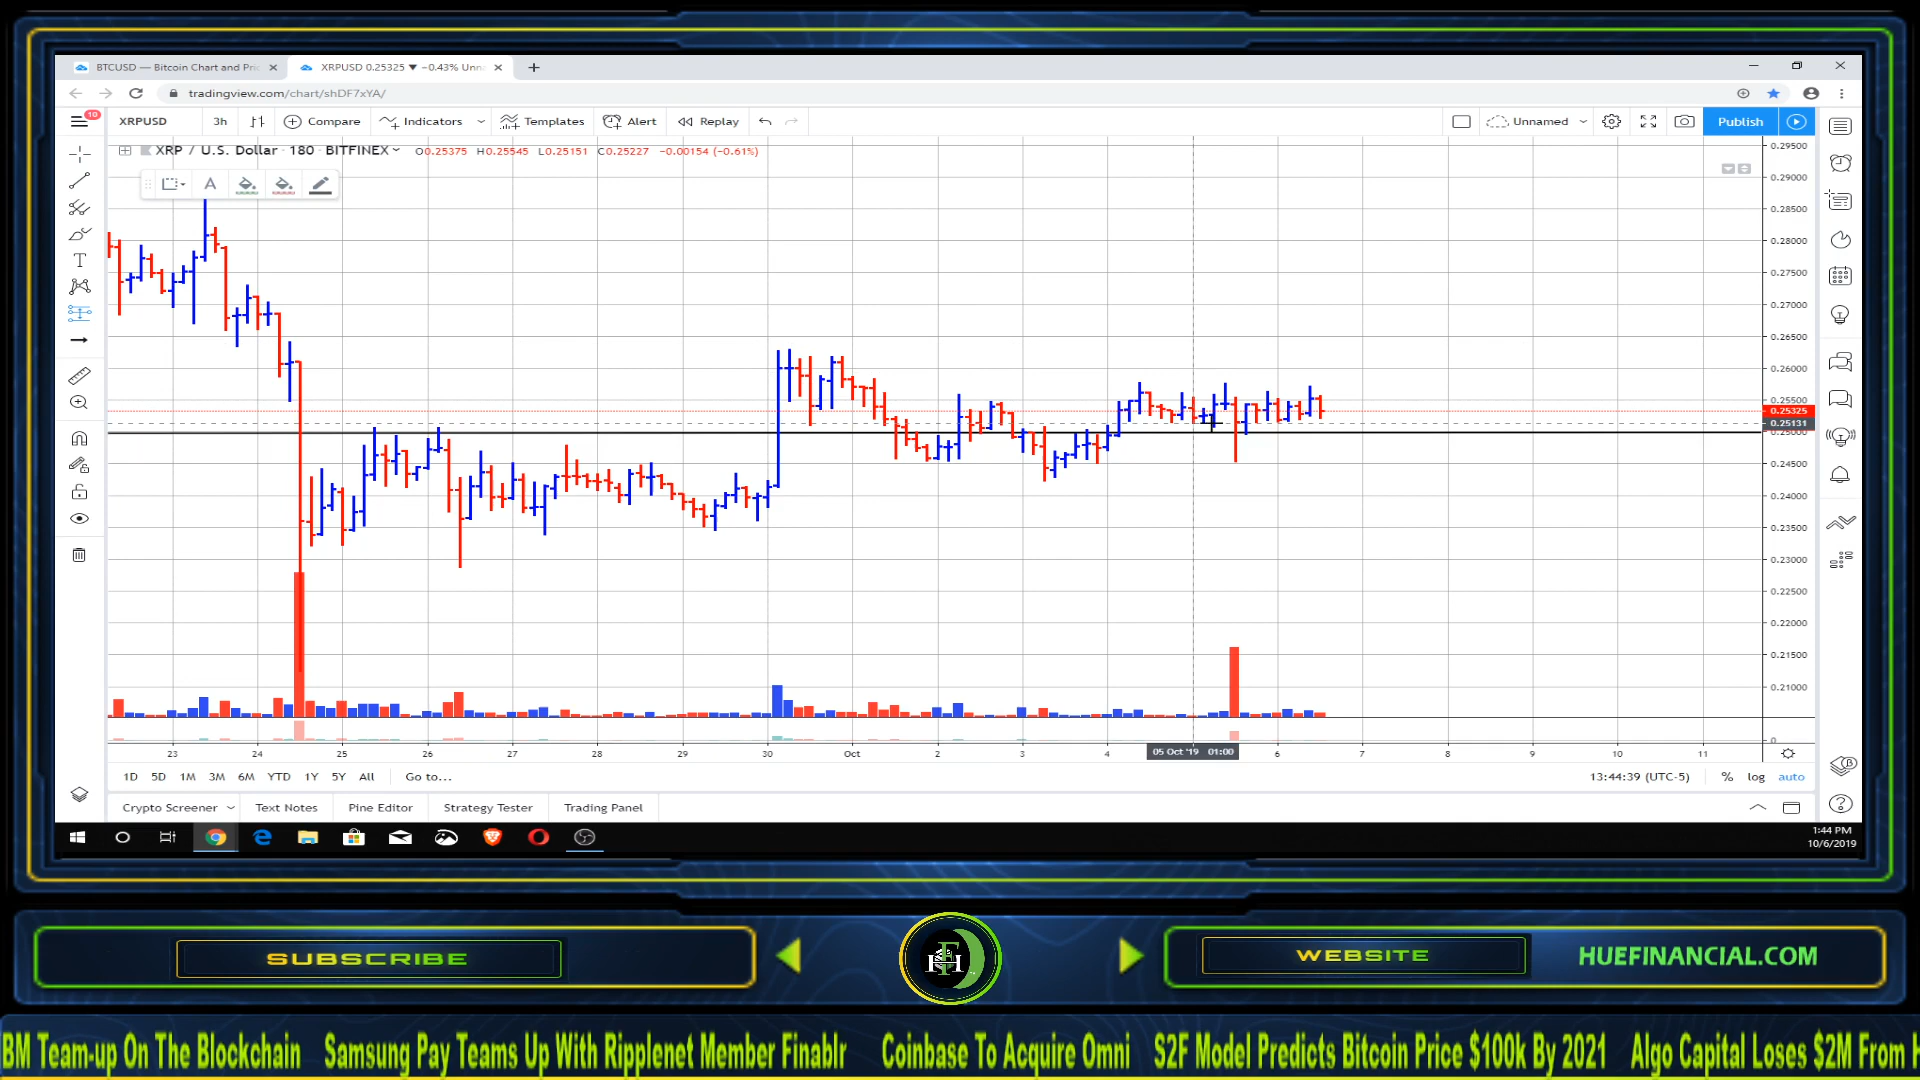 BTCUSD — Bitcoin Chart and Pric
XRPUSD 0.25325 ▼ −0.43% Unn
tradingview.com/chart/shDF7xYA/
10
XRPUSD
3h
Compare
Indicators
Templates
Alert
Replay
Unnamed
Publish
XRP / U.S. Dollar · 180 · BITFINEX
O0.25375 H0.25545 L0.25151 C0.25227 −0.00154 (−0.61%)
A
T
0.29500
0.29000
0.28500
0.28000
0.27500
0.27000
0.26500
0.26000
0.25500
0.25325
0.25131
0.25000
0.24500
0.24000
0.23500
0.23000
0.22500
0.22000
0.21500
0.21000
0
23 24 25 26 27 28 29 30 Oct 2 3 4 05 Oct '19 01:00 6 7 8 9 10 11
1D 5D 1M 3M 6M YTD 1Y 5Y All Go to...
13:44:39 (UTC-5) % log auto
Crypto Screener Text Notes Pine Editor Strategy Tester Trading Panel
1:44 PM
10/6/2019
SUBSCRIBE
FH
WEBSITE
HUEFINANCIAL.COM
BM Team-up On The Blockchain Samsung Pay Teams Up With Ripplenet Member Finablr Coinbase To Acquire Omni S2F Model Predicts Bitcoin Price $100k By 2021 Algo Capital Loses $2M From H